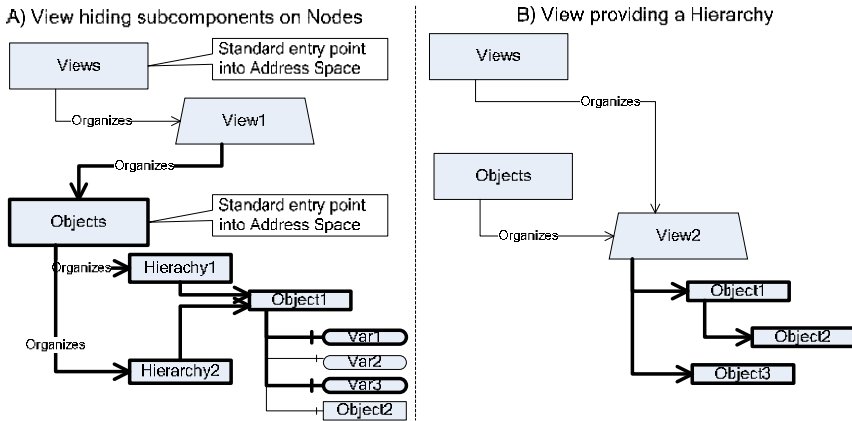 A) View hiding subcomponents on Nodes
Views
Standard entry point
into Address Space
Organizes
View1
Organizes
Objects
Standard entry point
into Address Space
Organizes
Hierachy1
Object1
Organizes
Hierarchy2
Var1
Var2
Var3
Object2
B) View providing a Hierarchy
Views
Organizes
Objects
Organizes
View2
Object1
Object2
Object3